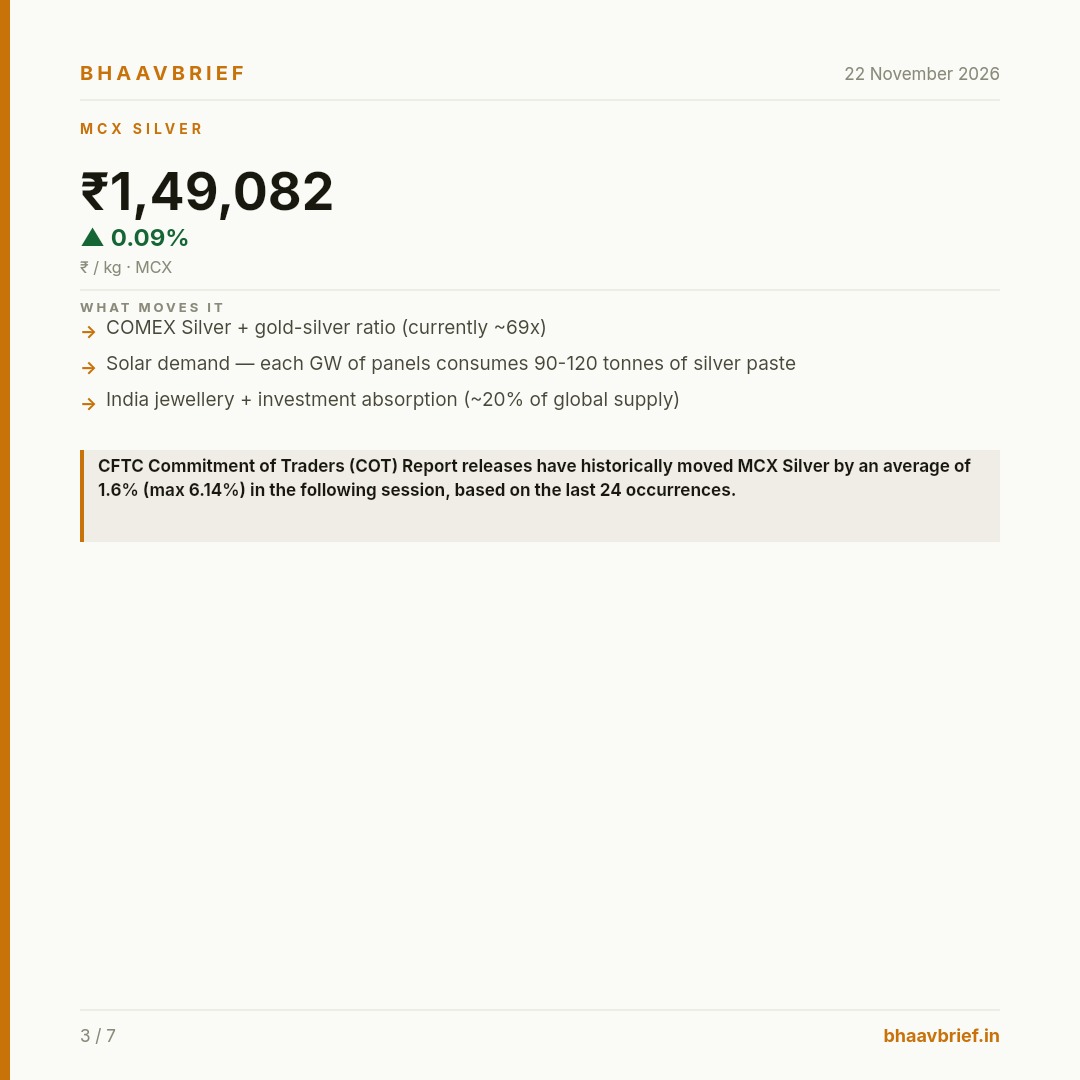 BHAAVBRIEF
22 November 2026
MCX SILVER
₹1,49,082
▲ 0.09%
₹ / kg · MCX
WHAT MOVES IT
→ COMEX Silver + gold-silver ratio (currently ~69x)
→ Solar demand — each GW of panels consumes 90-120 tonnes of silver paste
→ India jewellery + investment absorption (~20% of global supply)
CFTC Commitment of Traders (COT) Report releases have historically moved MCX Silver by an average of
1.6% (max 6.14%) in the following session, based on the last 24 occurrences.
3 / 7
bhaavbrief.in